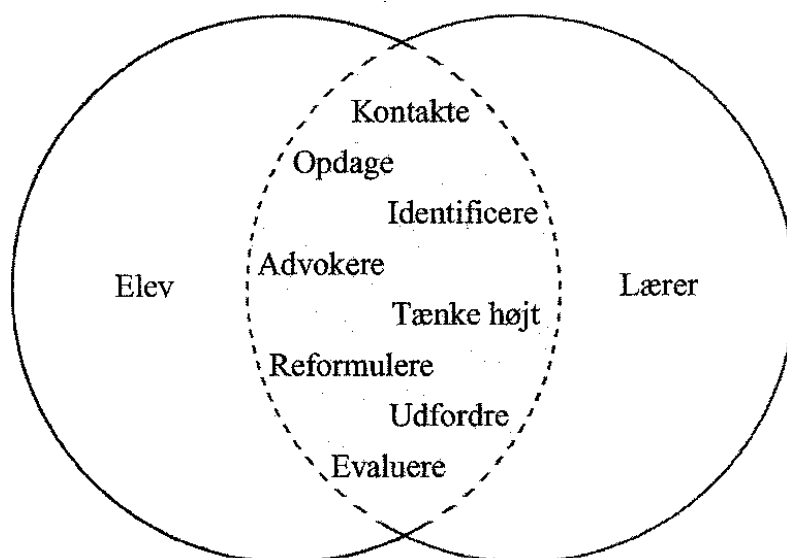 Kontakte
Opdage
Identificere
Advokere
Elev
Lærer
Tænke højt
Reformulere
Udfordre
Evaluere